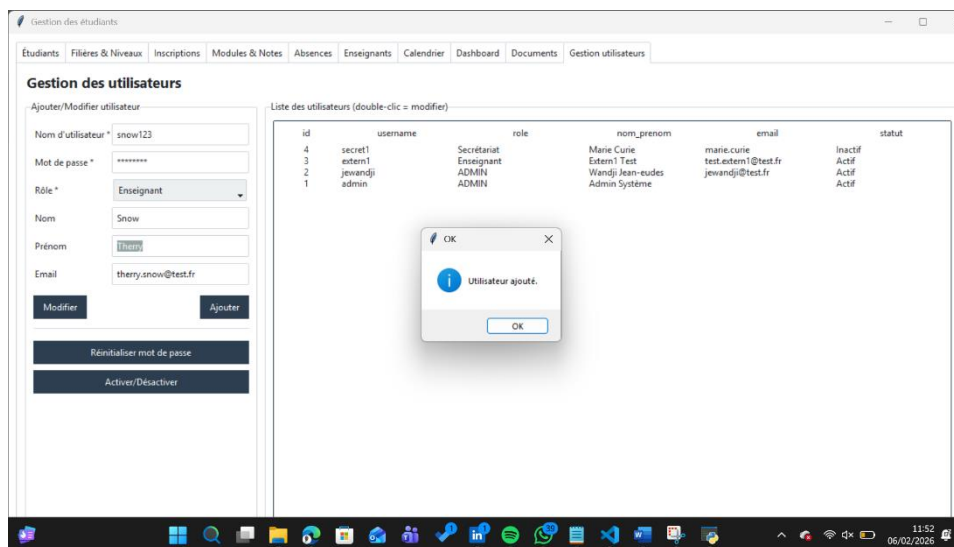 Gestion des étudiants
Étudiants Filières & Niveaux Inscriptions Modules & Notes Absences Enseignants Calendrier Dashboard Documents Gestion utilisateurs
Gestion des utilisateurs
Ajouter/Modifier utilisateur
Nom d'utilisateur * snow123
Mot de passe * ********
Rôle * Enseignant
Nom Snow
Prénom Therry
Email therry.snow@test.fr
Modifier Ajouter
Réinitialiser mot de passe
Activer/Désactiver
Liste des utilisateurs (double-clic = modifier)
id username role nom_prenom email statut
4 secret1 Secrétariat Marie Curie marie.curie Inactif
3 extern1 Enseignant Extern1 Test test.extern1@test.fr Actif
2 jewandji ADMIN Wandji Jean-eudes jewandji@test.fr Actif
1 admin ADMIN Admin Système Actif
OK
Utilisateur ajouté.
OK
1
1
39
11:52
06/02/2026